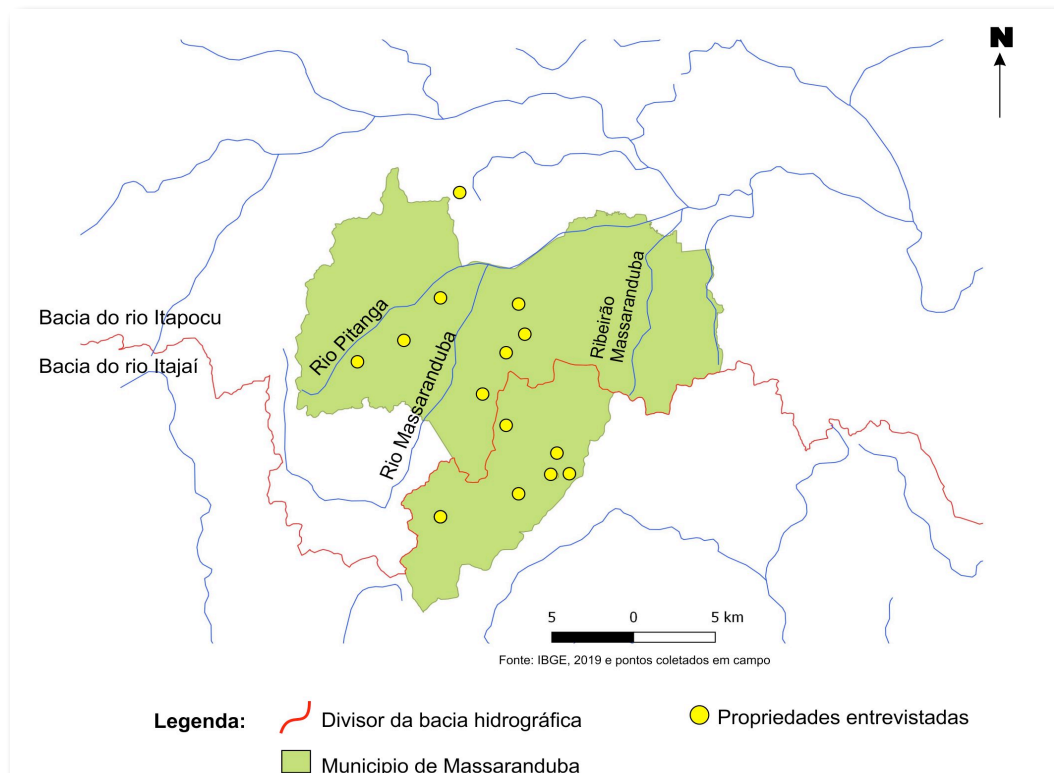 N
Bacia do rio Itapocu
Bacia do rio Itajaí
Rio Pitanga
Rio Massaranduba
Ribeirão
Massaranduba
5 0 5 km
Fonte: IBGE, 2019 e pontos coletados em campo
Legenda:
Divisor da bacia hidrográfica
Propriedades entrevistadas
Municipio de Massaranduba